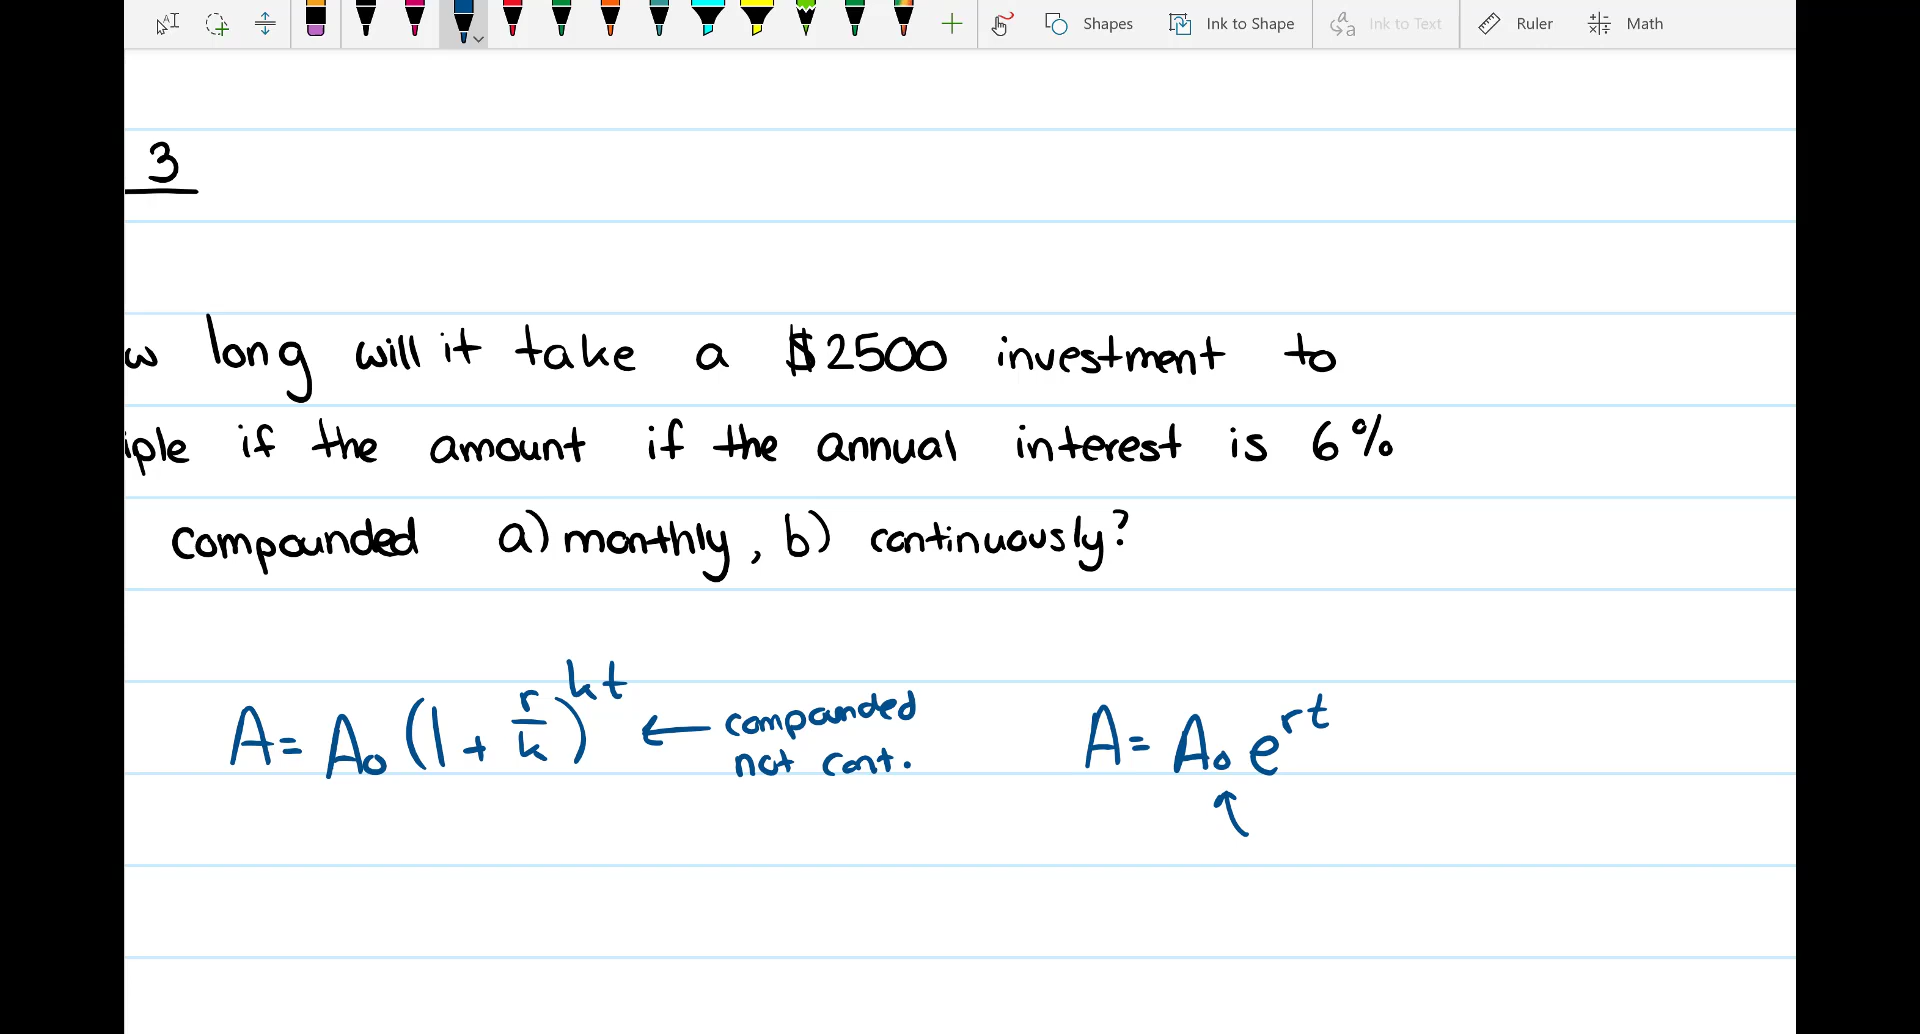 Shapes Ink to Shape Ink to Text Ruler Math
3
w long will it take a $2500 investment to
iple if the amount if the annual interest is 6%
compounded a) monthly, b) continuously?
A = A₀ (1 + r/k)^kt ← compounded not cont.
A = A₀ e^rt